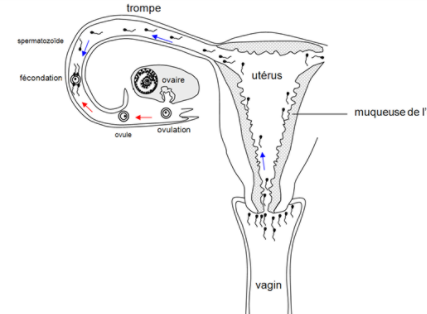 trompe
spermatozoïde
fécondation
ovaire
utérus
muqueuse de l'
ovule
ovulation
vagin